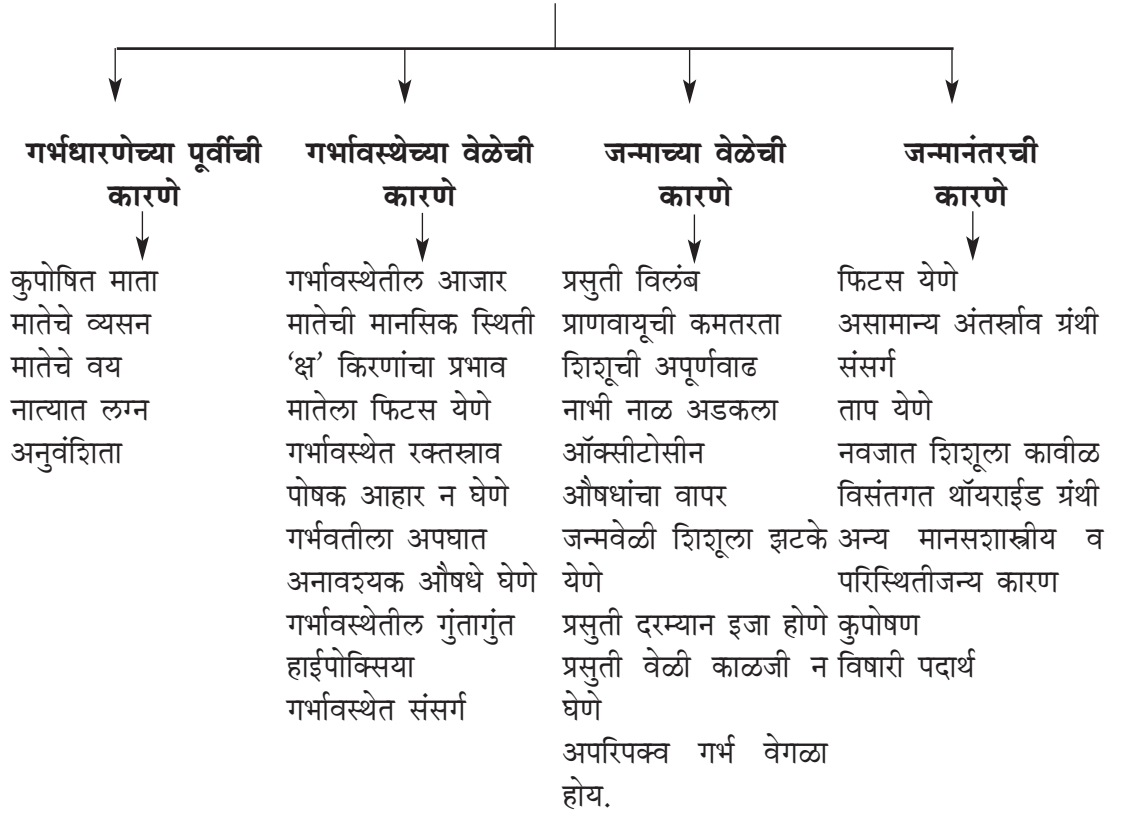 गर्भधारणेच्या पूर्वीची
कारणे
कुपोषित माता
मातेचे व्यसन
मातेचे वय
नात्यात लग्न
अनुवंशिता
गर्भावस्थेच्या वेळेची
कारणे
गर्भावस्थेतील आजार
मातेची मानसिक स्थिती
‘क्ष’ किरणांचा प्रभाव
मातेला फिटस येणे
गर्भावस्थेत रक्तस्राव
पोषक आहार न घेणे
गर्भवतीला अपघात
अनावश्यक औषधे घेणे
गर्भावस्थेतील गुंतागुंत
हाईपोक्सिया
गर्भावस्थेत संसर्ग
जन्माच्या वेळेची
कारणे
प्रसुती विलंब
प्राणवायूची कमतरता
शिशूची अपूर्णवाढ
नाभी नाळ अडकला
ऑक्सीटोसीन
औषधांचा वापर
जन्मवेळी शिशूला झटके
येणे
प्रसुती दरम्यान इजा होणे
प्रसुती वेळी काळजी न
घेणे
अपरिपक्व गर्भ वेगळा
होय.
जन्मानंतरची
कारणे
फिटस येणे
असामान्य अंतर्स्राव ग्रंथी
संसर्ग
ताप येणे
नवजात शिशूला कावीळ
विसंतगत थॉयराईड ग्रंथी
अन्य मानसशास्त्रीय व
परिस्थितीजन्य कारण
कुपोषण
विषारी पदार्थ